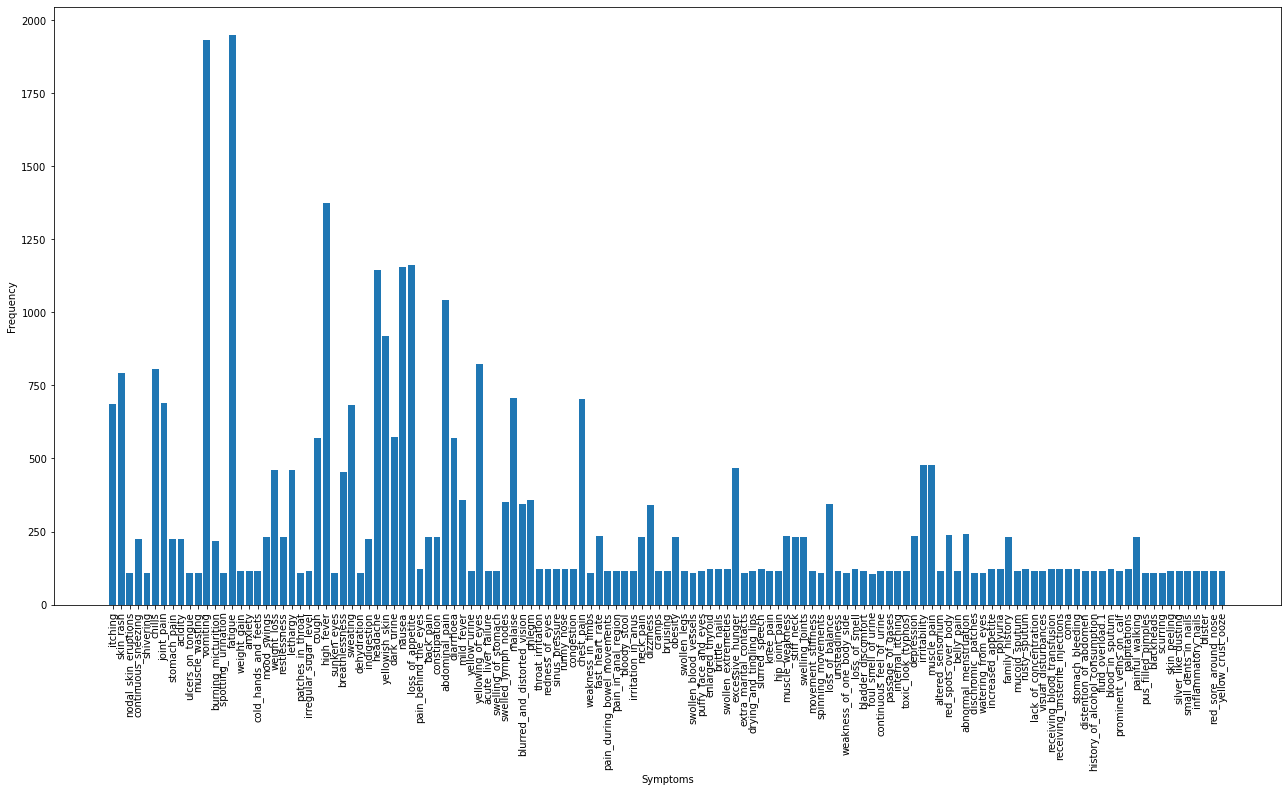 2000
1750
1500
1250
1000
750
500
250
0
Frequency
itching
skin_rash
nodal_skin_eruptions
continuous_sneezing
shivering
chills
joint_pain
stomach_pain
acidity
ulcers_on_tongue
muscle_wasting
vomiting
burning_micturition
spotting_ urination
fatigue
weight_gain
anxiety
cold_hands_and_feets
mood_swings
weight_loss
restlessness
lethargy
patches_in_throat
irregular_sugar_level
cough
high_fever
sunken_eyes
breathlessness
sweating
dehydration
indigestion
headache
yellowish_skin
dark_urine
nausea
loss_of_appetite
pain_behind_the_eyes
back_pain
constipation
abdominal_pain
diarrhoea
mild_fever
yellow_urine
yellowing_of_eyes
acute_liver_failure
swelling_of_stomach
swelled_lymph_nodes
malaise
blurred_and_distorted_vision
phlegm
throat_irritation
redness_of_eyes
sinus_pressure
runny_nose
congestion
chest_pain
weakness_in_limbs
fast_heart_rate
pain_during_bowel_movements
pain_in_anal_region
bloody_stool
irritation_in_anus
neck_pain
dizziness
cramps
bruising
obesity
swollen_legs
swollen_blood_vessels
puffy_face_and_eyes
enlarged_thyroid
brittle_nails
swollen_extremeties
excessive_hunger
extra_marital_contacts
drying_and_tingling_lips
slurred_speech
knee_pain
hip_joint_pain
muscle_weakness
stiff_neck
swelling_joints
movement_stiffness
spinning_movements
loss_of_balance
unsteadiness
weakness_of_one_body_side
loss_of_smell
bladder_discomfort
foul_smell_of urine
continuous_feel_of_urine
passage_of_gases
internal_itching
toxic_look_(typhos)
depression
irritability
muscle_pain
altered_sensorium
red_spots_over_body
belly_pain
abnormal_menstruation
dischromic _patches
watering_from_eyes
increased_appetite
polyuria
family_history
mucoid_sputum
rusty_sputum
lack_of_concentration
visual_disturbances
receiving_blood_transfusion
receiving_unsterile_injections
coma
stomach_bleeding
distention_of_abdomen
history_of_alcohol_consumption
fluid_overload.1
blood_in_sputum
prominent_veins_on_calf
palpitations
painful_walking
pus_filled_pimples
blackheads
scurring
skin_peeling
silver_like_dusting
small_dents_in_nails
inflammatory_nails
blister
red_sore_around_nose
yellow_crust_ooze
Symptoms